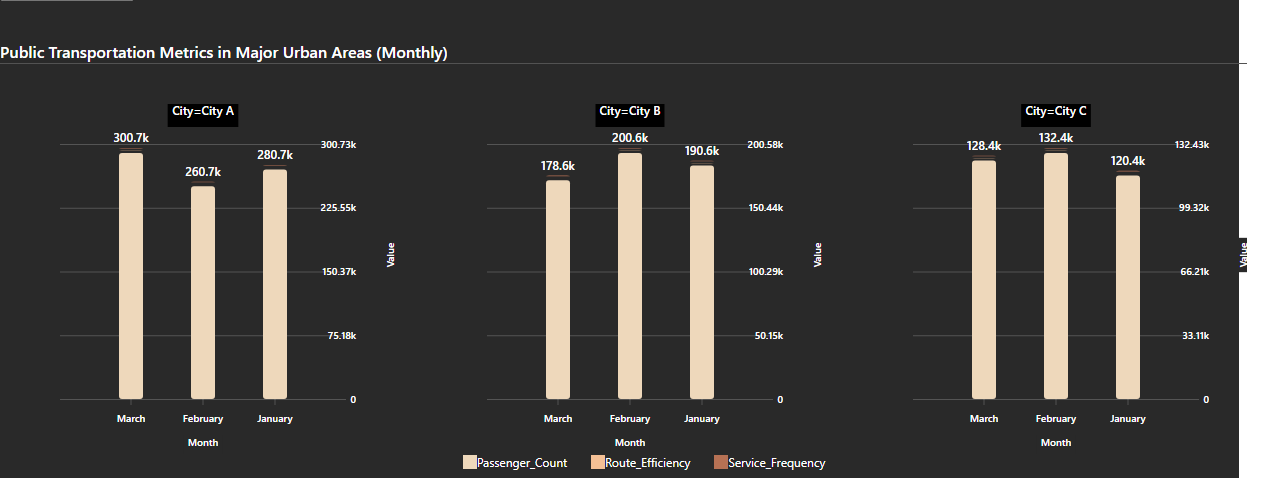 Public Transportation Metrics in Major Urban Areas (Monthly)
City=City A
300.7k
260.7k
280.7k
300.73k
225.55k
150.37k
75.18k
0
Value
March February January
Month
City=City B
178.6k
200.6k
190.6k
200.58k
150.44k
100.29k
50.15k
0
Value
March February January
Month
City=City C
128.4k
132.4k
120.4k
132.43k
99.32k
66.21k
33.11k
0
Value
March February January
Month
Passenger_Count Route_Efficiency Service_Frequency